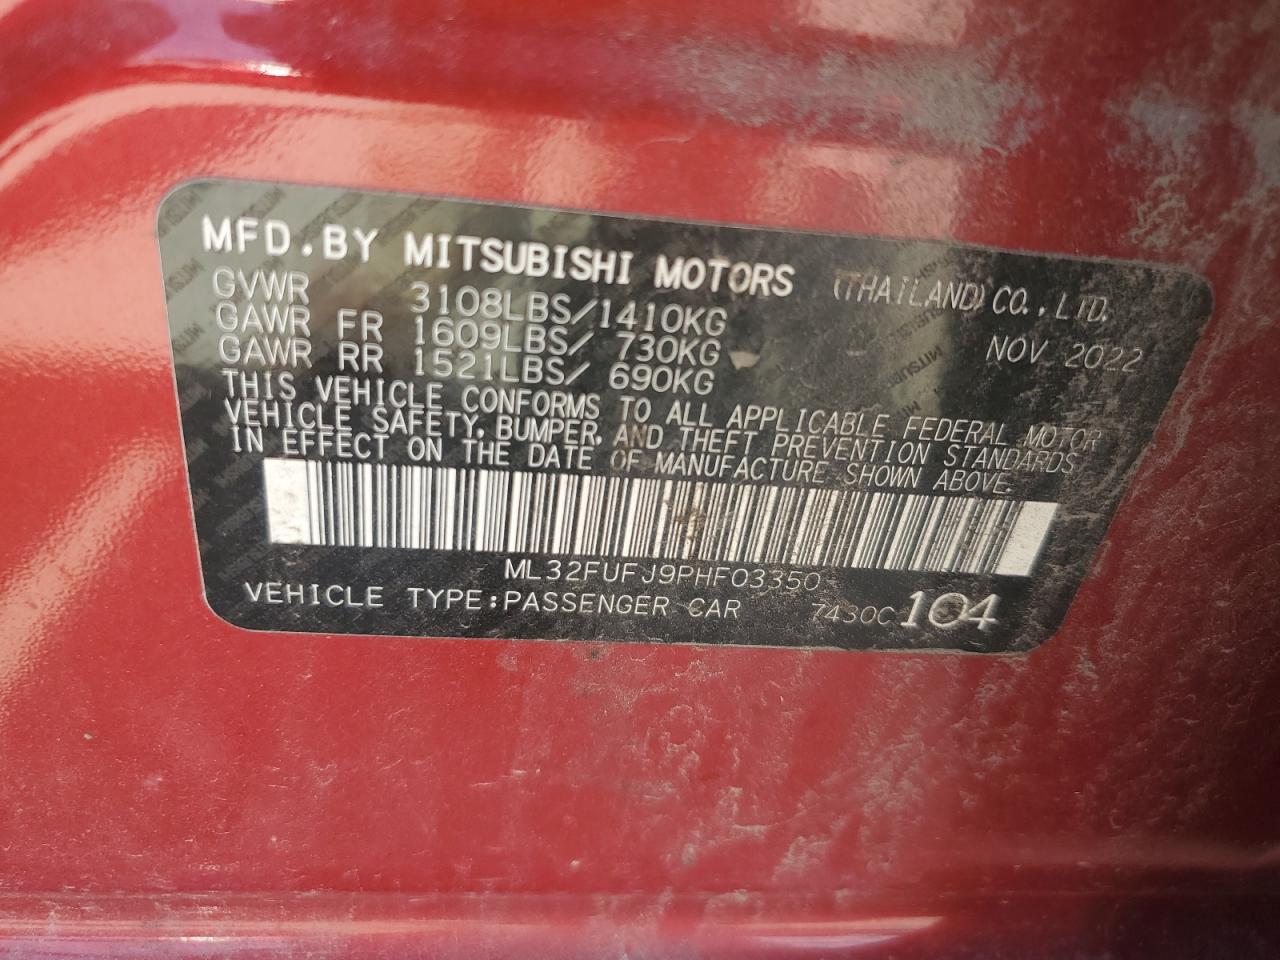 MFD.BY MITSUBISHI MOTORS (THAILAND) CO.,LTD.
GVWR 3108LBS/1410KG
GAWR FR 1609LBS/ 730KG NOV 2022
GAWR RR 1521LBS/ 690KG
THIS VEHICLE CONFORMS TO ALL APPLICABLE FEDERAL MOTOR
VEHICLE SAFETY, BUMPER, AND THEFT PREVENTION STANDARDS
IN EFFECT ON THE DATE OF MANUFACTURE SHOWN ABOVE.
ML32FUFJ9PHF03350
VEHICLE TYPE:PASSENGER CAR 7430C104